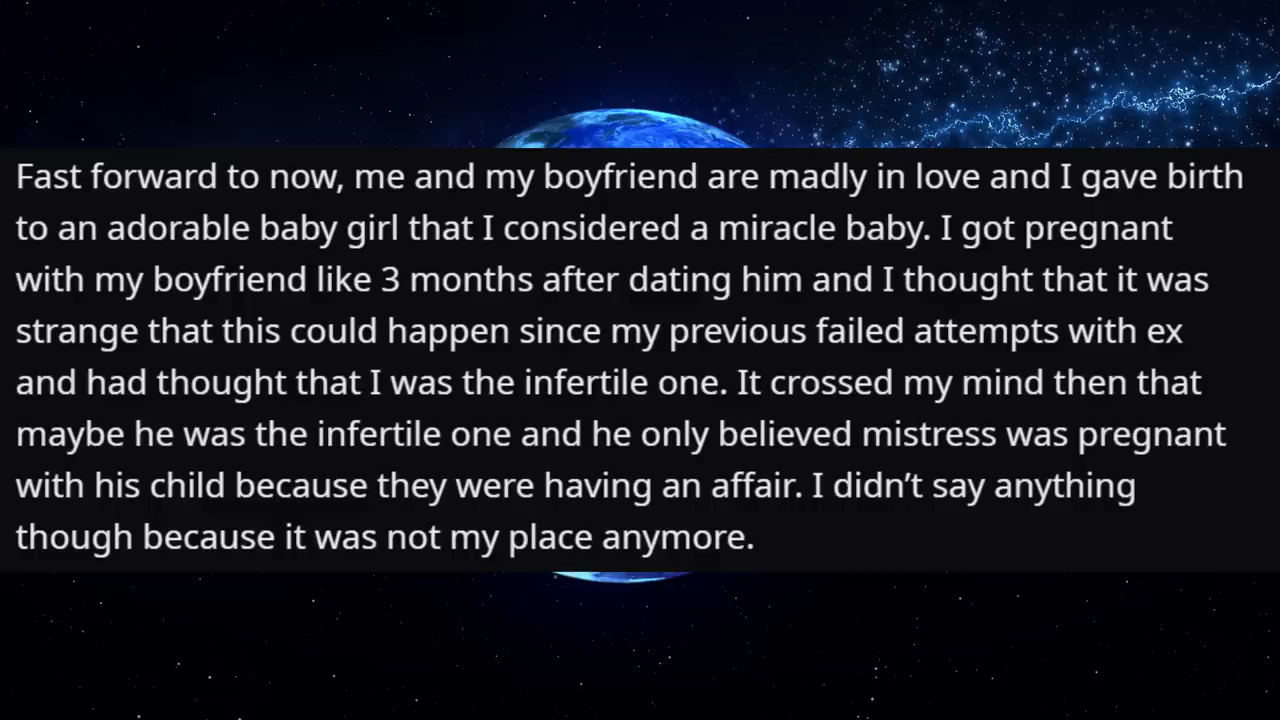 Fast forward to now, me and my boyfriend are madly in love and I gave birth
to an adorable baby girl that I considered a miracle baby. I got pregnant
with my boyfriend like 3 months after dating him and I thought that it was
strange that this could happen since my previous failed attempts with ex
and had thought that I was the infertile one. It crossed my mind then that
maybe he was the infertile one and he only believed mistress was pregnant
with his child because they were having an affair. I didn’t say anything
though because it was not my place anymore.